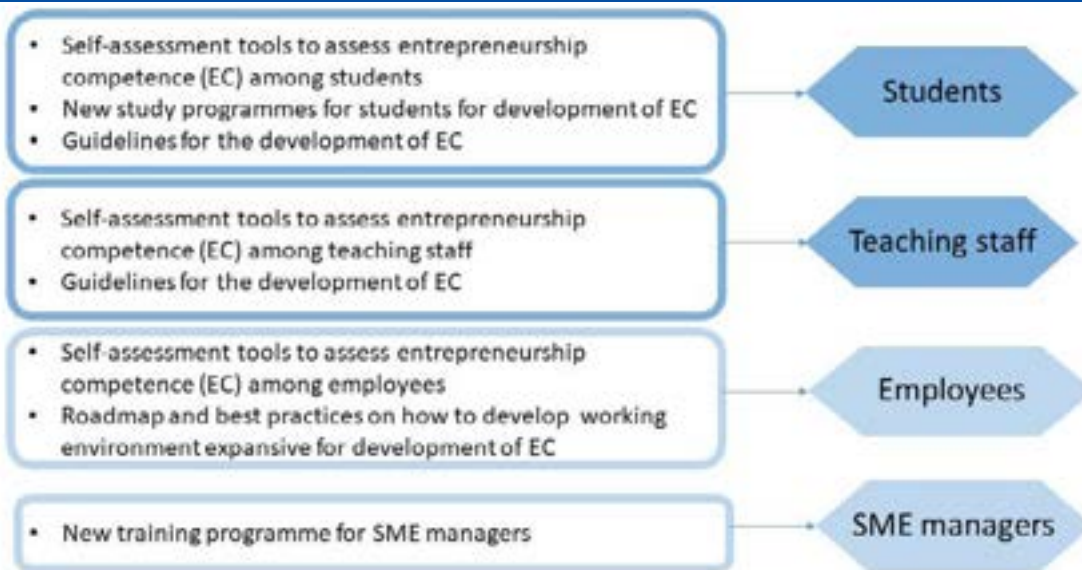 • Self-assessment tools to assess entrepreneurship
competence (EC) among students
• New study programmes for students for development of EC
• Guidelines for the development of EC
Students
• Self-assessment tools to assess entrepreneurship
competence (EC) among teaching staff
• Guidelines for the development of EC
Teaching staff
• Self-assessment tools to assess entrepreneurship
competence (EC) among employees
• Roadmap and best practices on how to develop working
environment expansive for development of EC
Employees
• New training programme for SME managers
SME managers